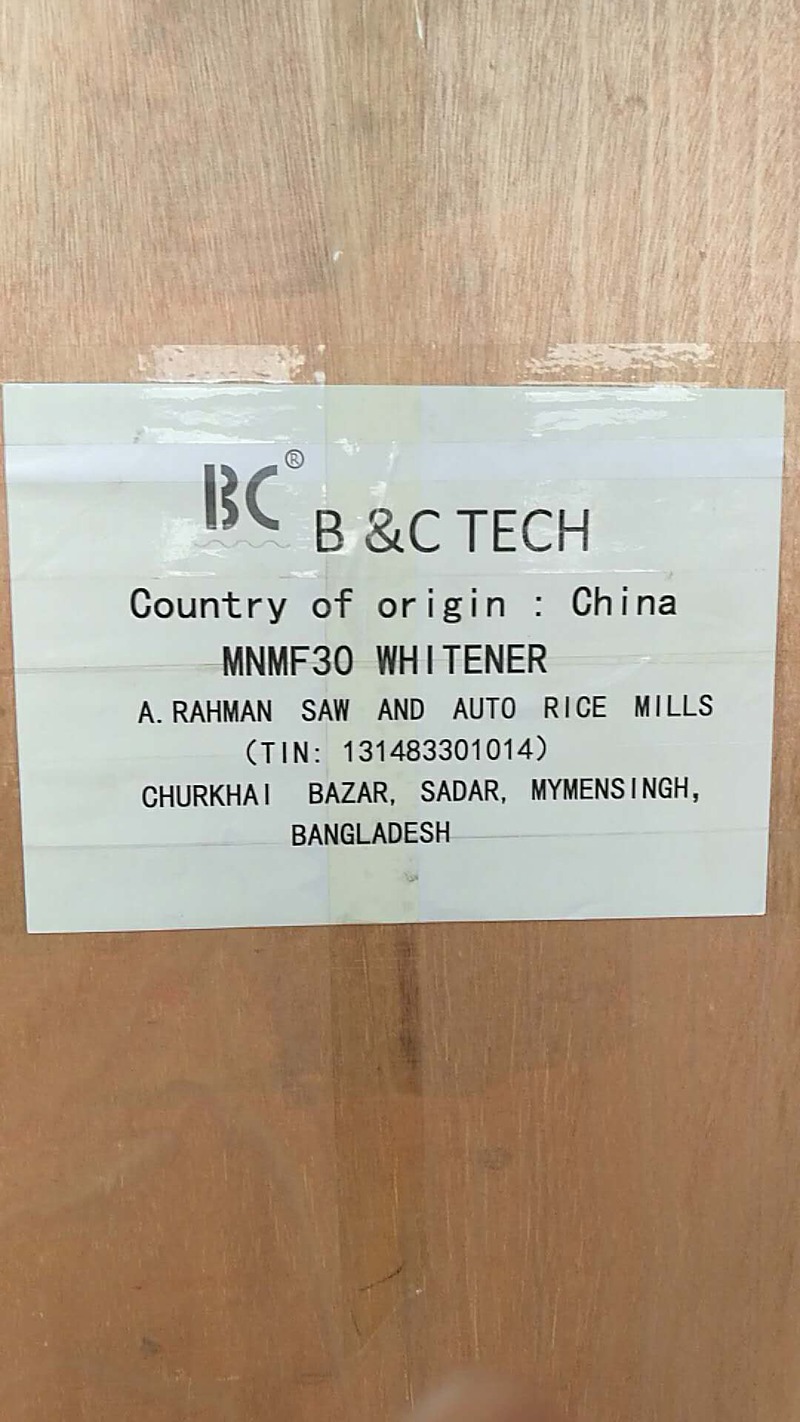 BC®
B &C TECH
Country of origin : China
MNMF30 WHITENER
A. RAHMAN SAW AND AUTO RICE MILLS
(TIN: 131483301014)
CHURKHAI BAZAR, SADAR, MYMENSINGH,
BANGLADESH